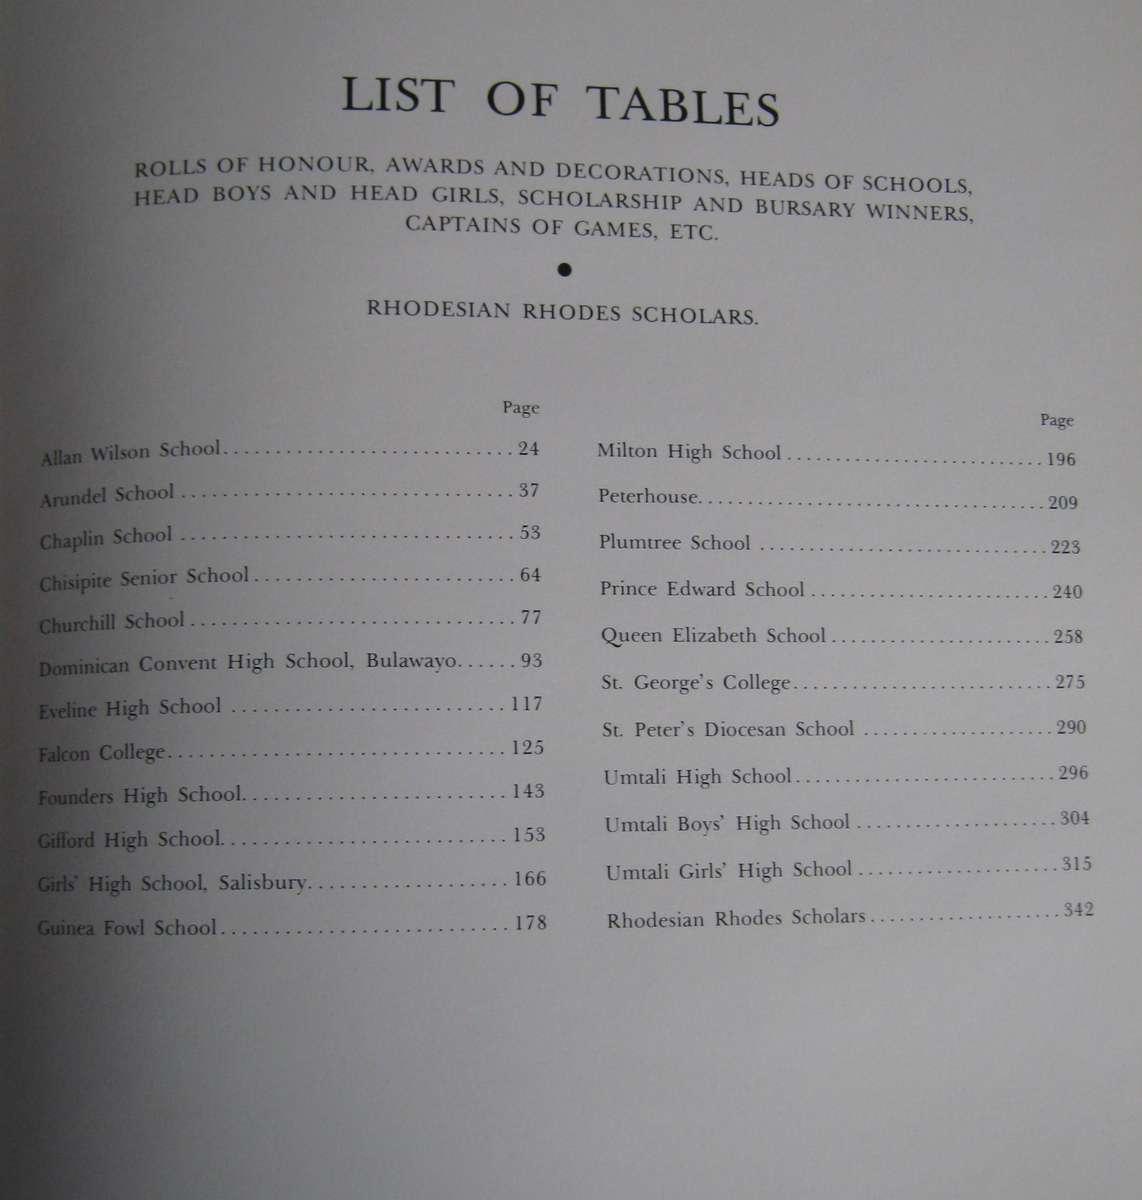 LIST OF TABLES
ROLLS OF HONOUR, AWARDS AND DECORATIONS, HEADS OF SCHOOLS,
HEAD BOYS AND HEAD GIRLS, SCHOLARSHIP AND BURSARY WINNERS,
CAPTAINS OF GAMES, ETC.
●
RHODESIAN RHODES SCHOLARS.
Page
Allan Wilson School 24
Arundel School 37
Chaplin School 53
Chisipite Senior School 64
Churchill School 77
Dominican Convent High School, Bulawayo 93
Eveline High School 117
Falcon College 125
Founders High School 143
Gifford High School 153
Girls' High School, Salisbury 166
Guinea Fowl School 178
Page
Milton High School 196
Peterhouse 209
Plumtree School 223
Prince Edward School 240
Queen Elizabeth School 258
St. George's College 275
St. Peter's Diocesan School 290
Umtali High School 296
Umtali Boys' High School 304
Umtali Girls' High School 315
Rhodesian Rhodes Scholars 342